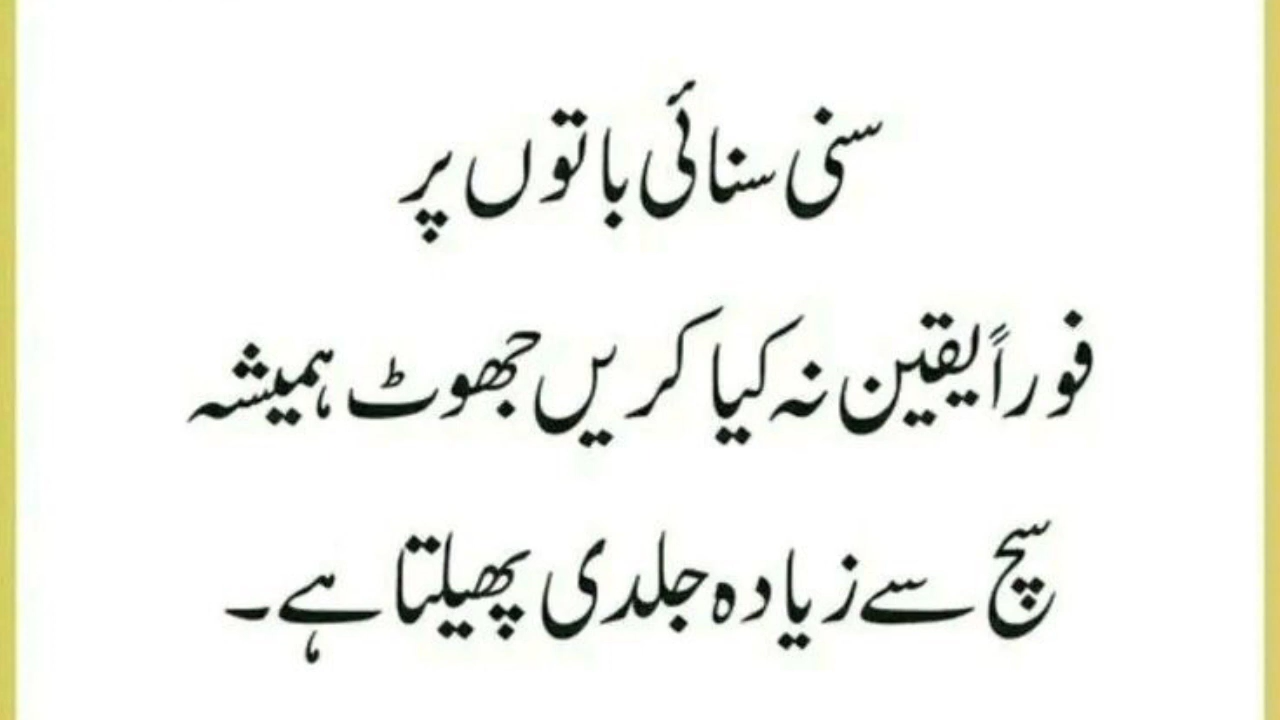 سنی سنائی باتوں پر
فوراً یقین نہ کیا کریں جھوٹ ہمیشہ
سچ سے زیادہ جلدی پھیلتا ہے۔